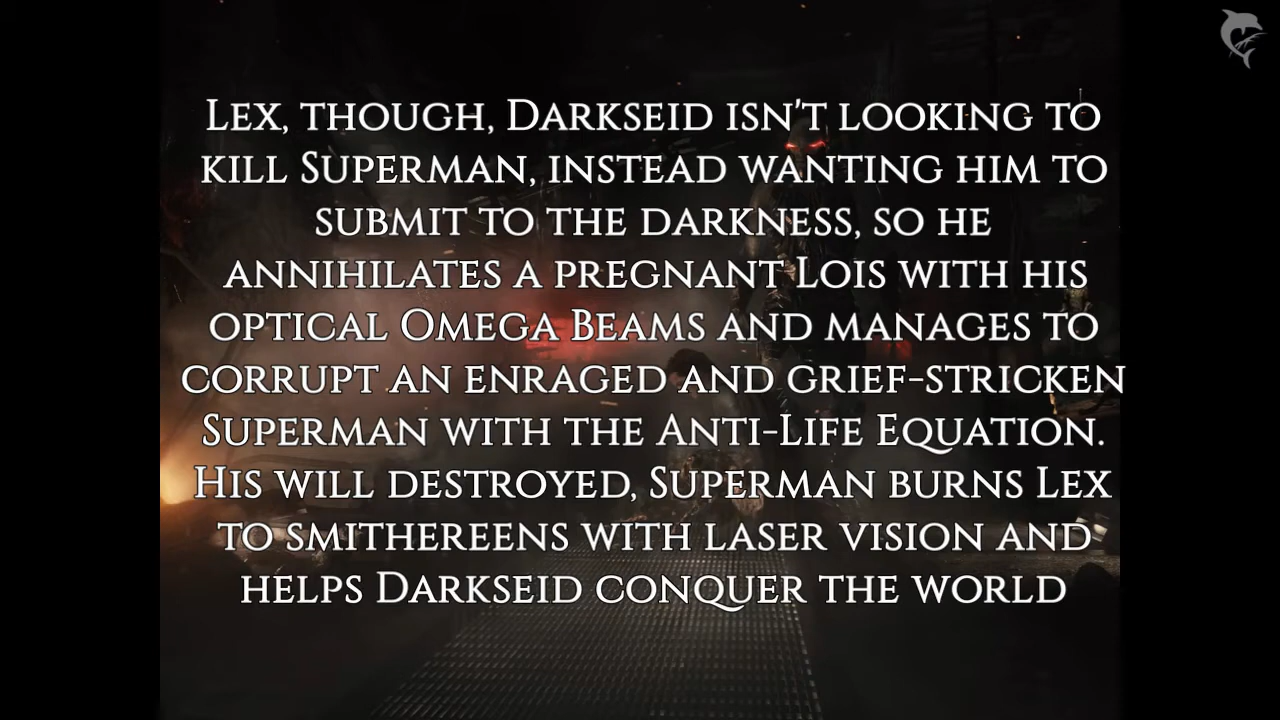 Lex, though, Darkseid isn't looking to
kill Superman, instead wanting him to
submit to the darkness, so he
annihilates a pregnant Lois with his
optical Omega Beams and manages to
corrupt an enraged and grief-stricken
Superman with the Anti-Life Equation.
His will destroyed, Superman burns Lex
to smithereens with laser vision and
helps Darkseid conquer the world